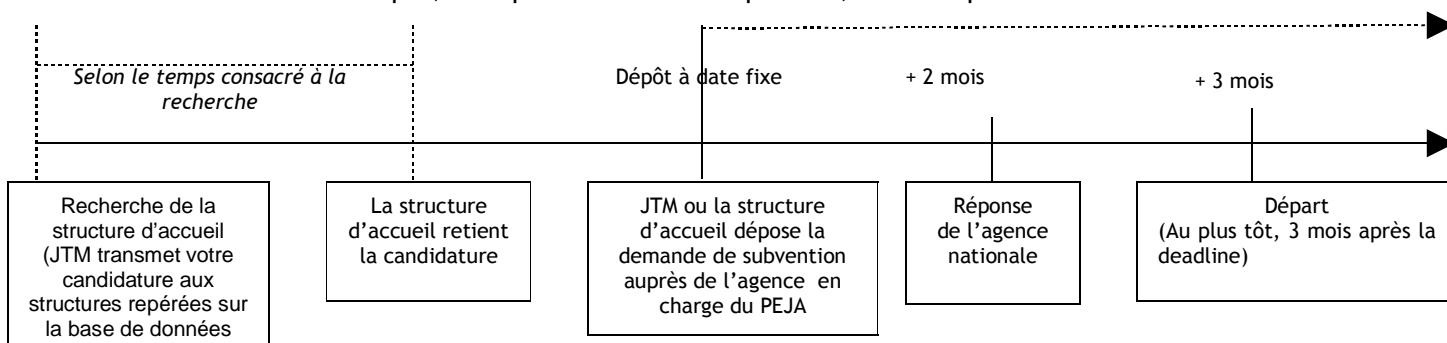 Selon le temps consacré à la
recherche
Dépôt à date fixe
+ 2 mois
+ 3 mois
Recherche de la
structure d'accueil
(JTM transmet votre
candidature aux
structures repérées sur
la base de données
La structure
d'accueil retient
la candidature
JTM ou la structure
d'accueil dépose la
demande de subvention
auprès de l'agence en
charge du PEJA
Réponse
de l'agence
nationale
Départ
(Au plus tôt, 3 mois après la
deadline)